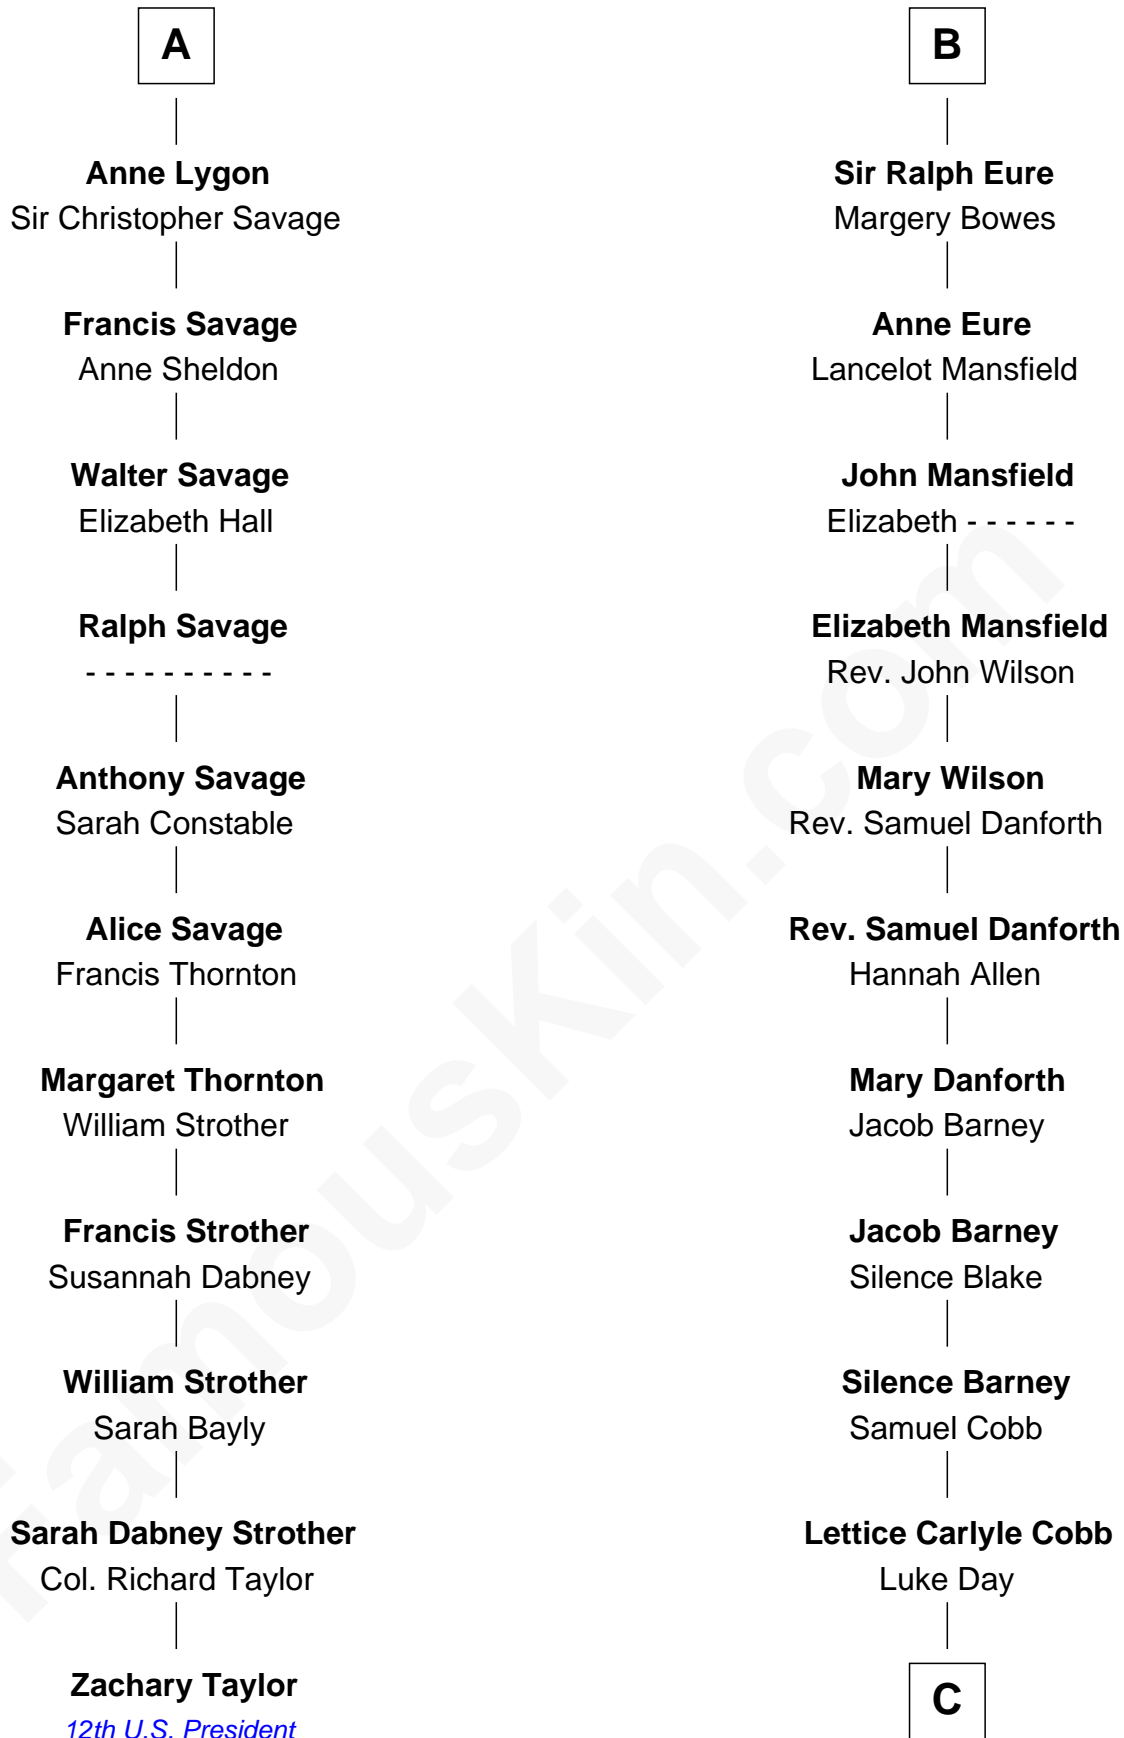 A
Anne Lygon
Sir Christopher Savage
Francis Savage
Anne Sheldon
Walter Savage
Elizabeth Hall
Ralph Savage
- - - - - - - - - -
Anthony Savage
Sarah Constable
Alice Savage
Francis Thornton
Margaret Thornton
William Strother
Francis Strother
Susannah Dabney
William Strother
Sarah Bayly
Sarah Dabney Strother
Col. Richard Taylor
Zachary Taylor
12th U.S. President
B
Sir Ralph Eure
Margery Bowes
Anne Eure
Lancelot Mansfield
John Mansfield
Elizabeth - - - - - -
Elizabeth Mansfield
Rev. John Wilson
Mary Wilson
Rev. Samuel Danforth
Rev. Samuel Danforth
Hannah Allen
Mary Danforth
Jacob Barney
Jacob Barney
Silence Blake
Silence Barney
Samuel Cobb
Lettice Carlyle Cobb
Luke Day
C
famouskin.com